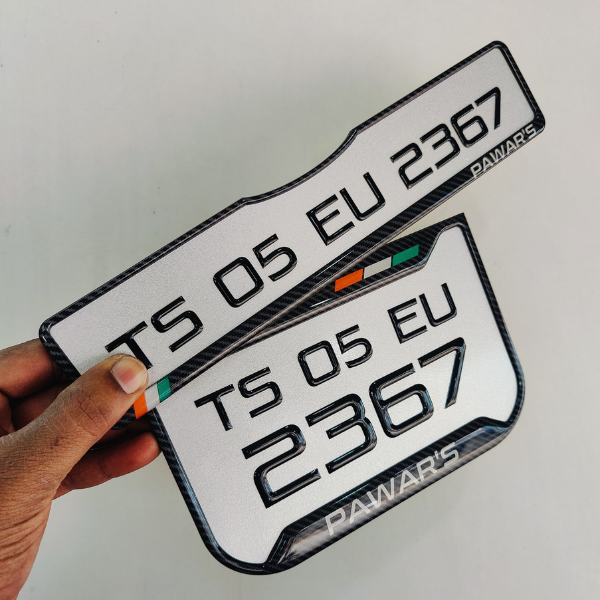 TS 05 EU 2367
PAWAR'S
TS 05 EU
2367
PAWAR'S